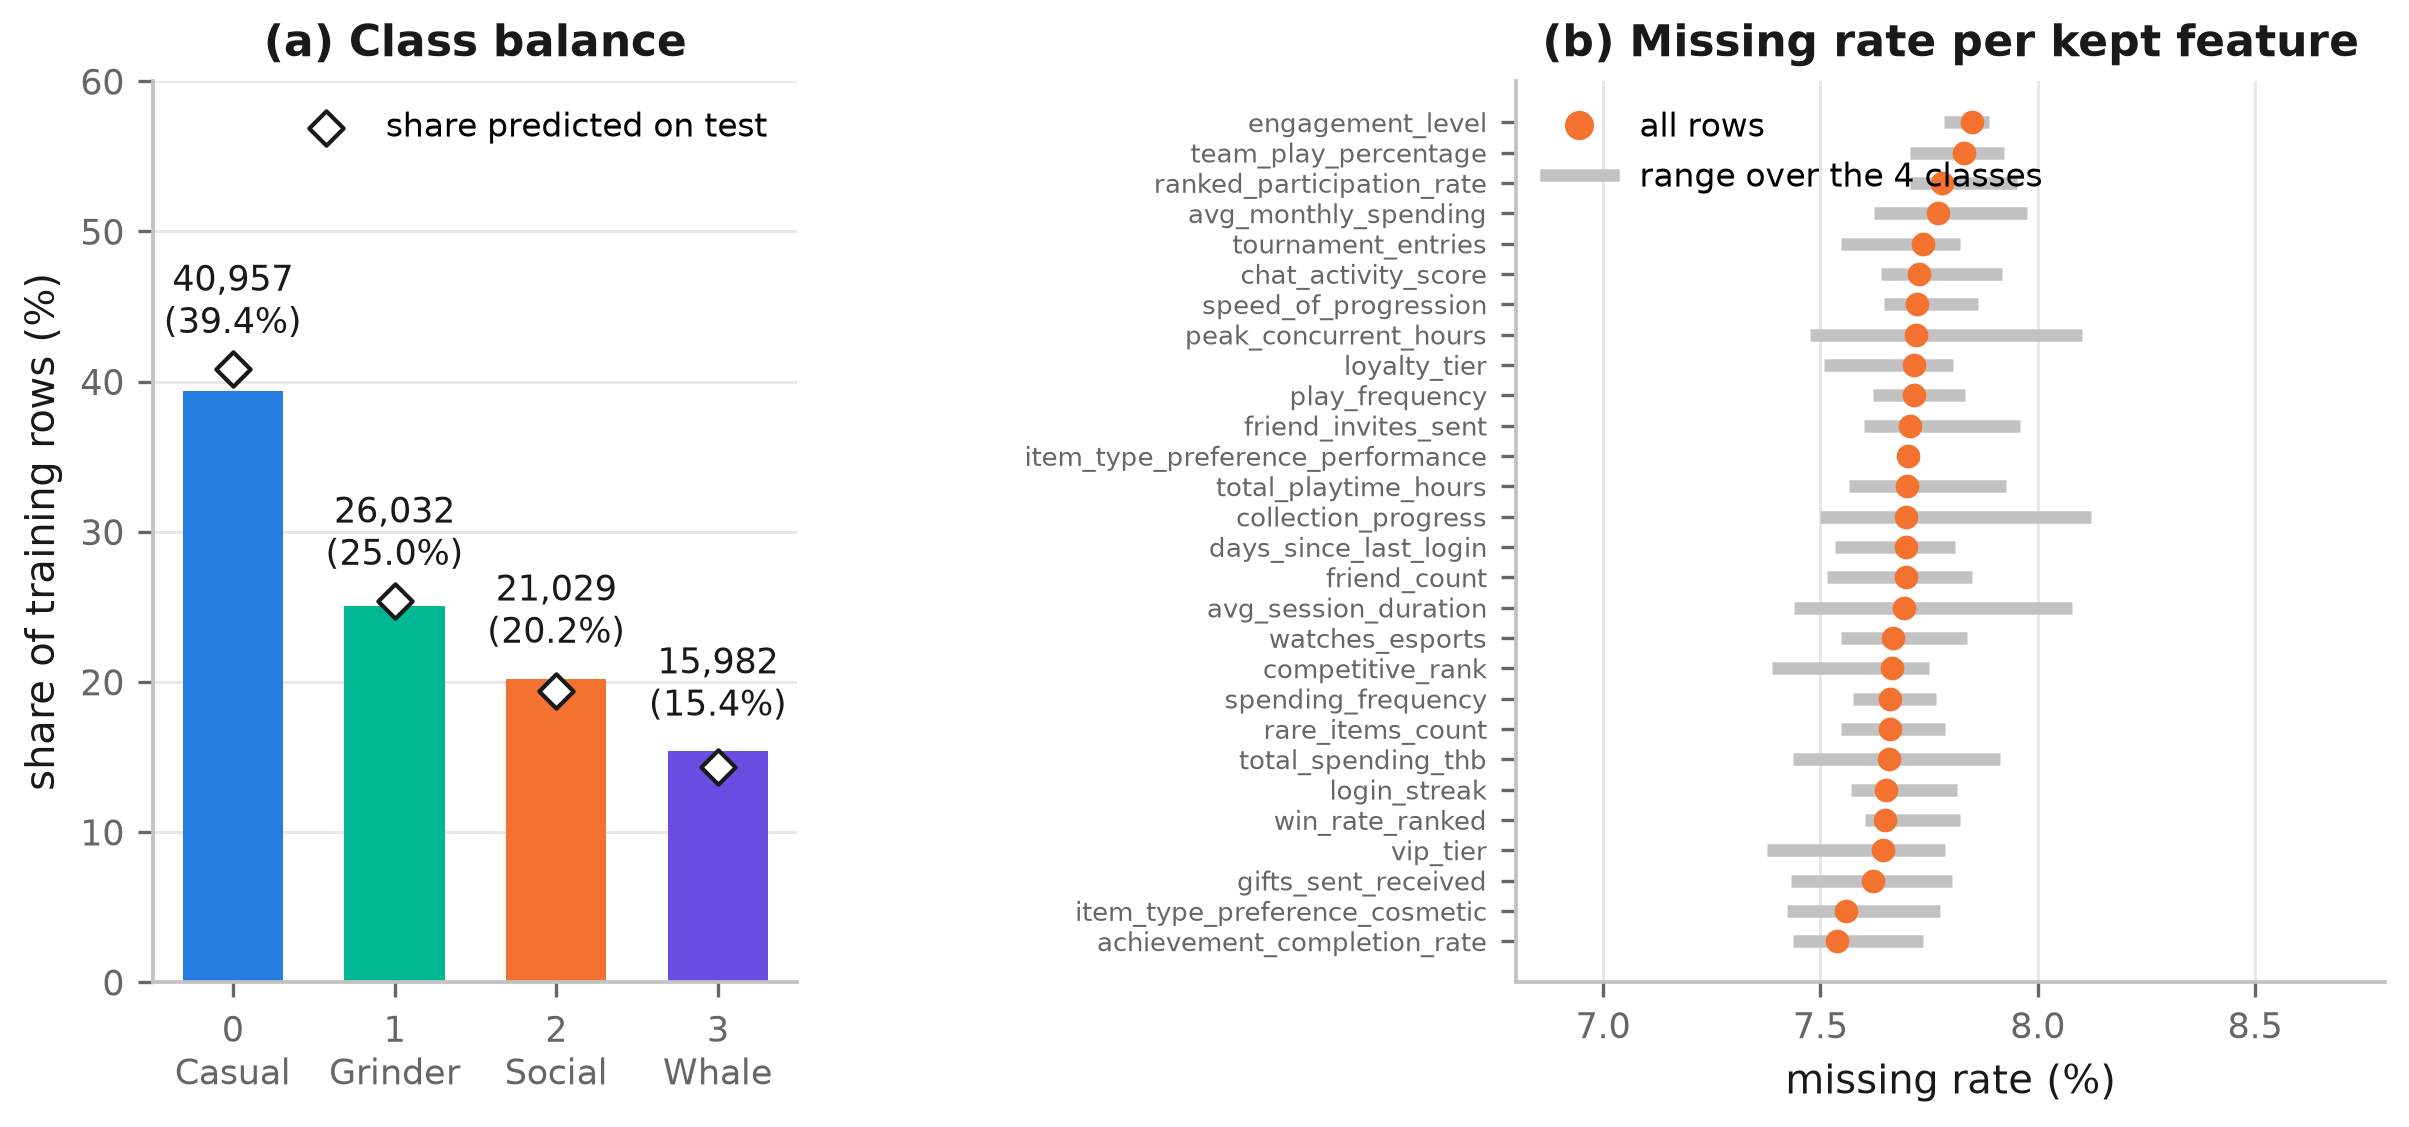 (a) Class balance
share of training rows (%)
60
50
40
30
20
10
0
share predicted on test
40,957
(39.4%)
26,032
(25.0%)
21,029
(20.2%)
15,982
(15.4%)
0
Casual
1
Grinder
2
Social
3
Whale
(b) Missing rate per kept feature
all rows
range over the 4 classes
engagement_level
team_play_percentage
ranked_participation_rate
avg_monthly_spending
tournament_entries
chat_activity_score
speed_of_progression
peak_concurrent_hours
loyalty_tier
play_frequency
friend_invites_sent
item_type_preference_performance
total_playtime_hours
collection_progress
days_since_last_login
friend_count
avg_session_duration
watches_esports
competitive_rank
spending_frequency
rare_items_count
total_spending_thb
login_streak
win_rate_ranked
vip_tier
gifts_sent_received
item_type_preference_cosmetic
achievement_completion_rate
7.0
7.5
8.0
8.5
missing rate (%)